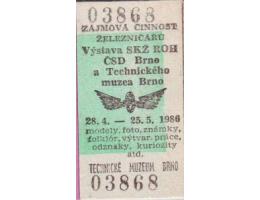 03868
ZÁJMOVÁ ČINNOST
ŽELEZNIČÁŘŮ
Výstava SKŽ ROH
ČSD Brno
a Technického
muzea Brno
28. 4. — 25. 5. 1986
modely, foto, známky,
folklór, výtvar. práce,
odznaky, kuriozity
atd.
TECHNICKÉ MUZEUM BRNO
03868